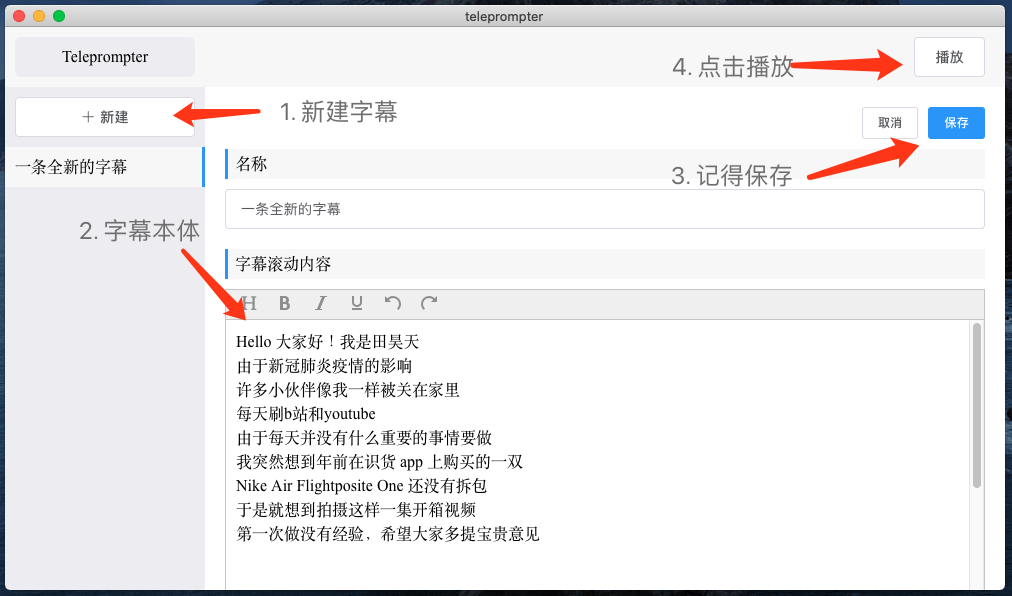 teleprompter
Teleprompter
4. 点击播放
播放
新建
1. 新建字幕
取消
保存
一条全新的字幕
名称
3. 记得保存
一条全新的字幕
2. 字幕本体
字幕滚动内容
H B I U
Hello 大家好！我是田昊天
由于新冠肺炎疫情的影响
许多小伙伴像我一样被关在家里
每天刷b站和youtube
由于每天并没有什么重要的事情要做
我突然想到年前在识货 app 上购买的一双
Nike Air Flightposite One 还没有拆包
于是就想到拍摄这样一集开箱视频
第一次做没有经验，希望大家多提宝贵意见